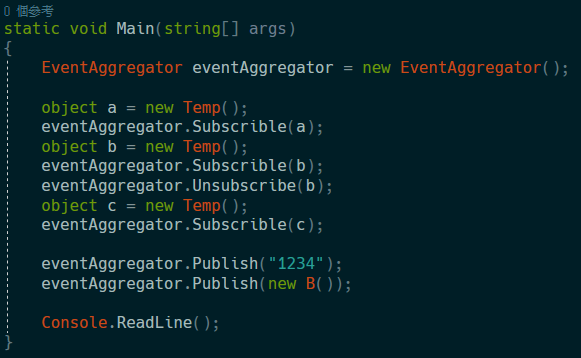 0 個參考
static void Main(string[] args)
{
EventAggregator eventAggregator = new EventAggregator();
object a = new Temp();
eventAggregator.Subscrible(a);
object b = new Temp();
eventAggregator.Subscrible(b);
eventAggregator.Unsubscribe(b);
object c = new Temp();
eventAggregator.Subscrible(c);
eventAggregator.Publish("1234");
eventAggregator.Publish(new B());
Console.ReadLine();
}